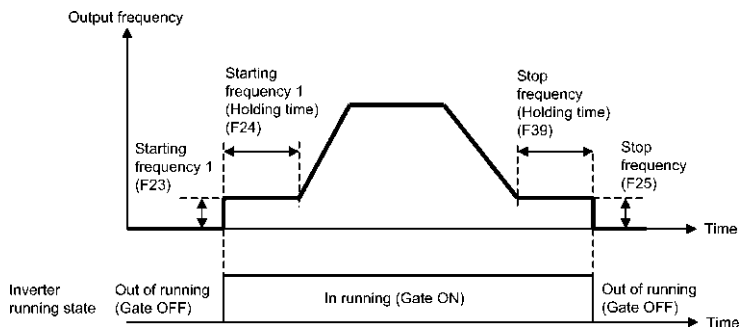 Output frequency
Starting
frequency 1
(Holding time)
(F24)
Stop
frequency
(Holding time)
(F39)
Starting
frequency 1
(F23)
Stop
frequency
(F25)
Time
Inverter
running state
Out of running
(Gate OFF)
In running (Gate ON)
Out of running
(Gate OFF)
Time